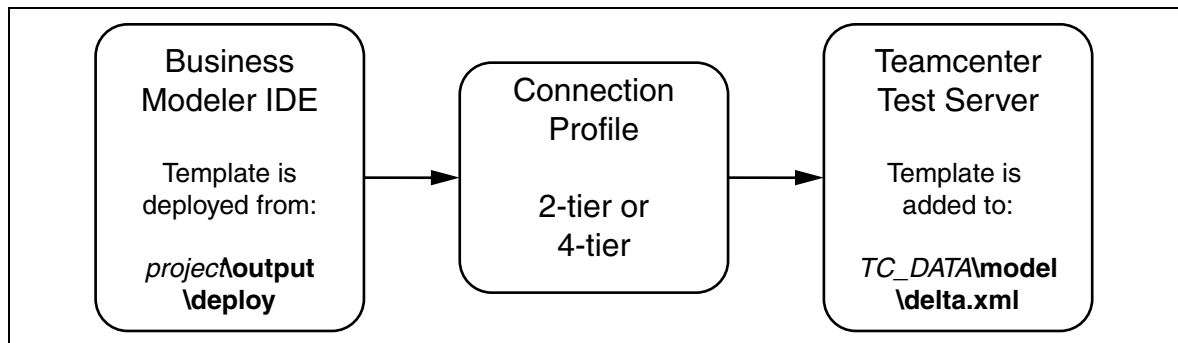 Business
Modeler IDE
Template is
deployed from:
project\output
\deploy
Connection
Profile
2-tier or
4-tier
Teamcenter
Test Server
Template is
added to:
TC_DATA\model
\delta.xml